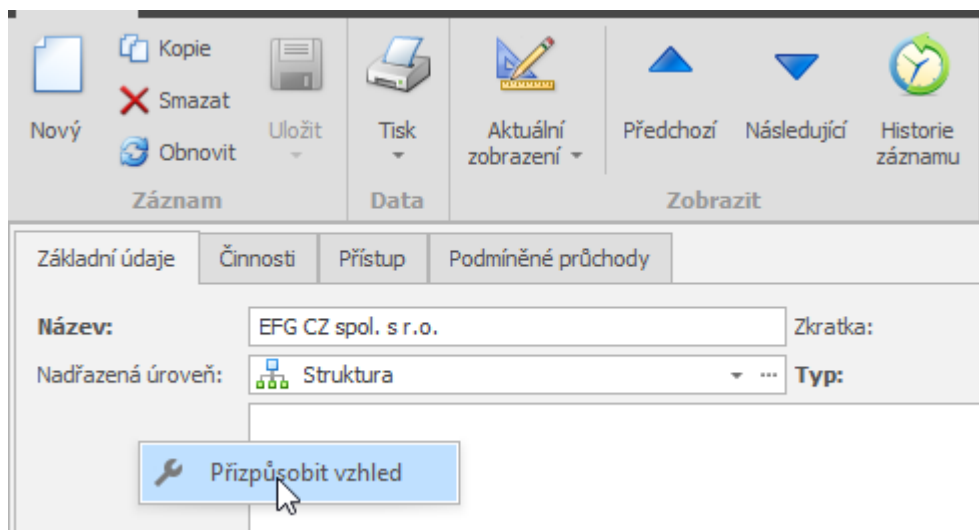 Nový
Kopie
Smazat
Obnovit
Uložit
Záznam
Tisk
Data
Aktuální
zobrazení
Předchozí
Následující
Historie
záznamu
Zobrazit
Základní údaje
Činnosti
Přístup
Podmíněné průchody
Název:
EFG CZ spol. s r.o.
Zkratka:
Nadřazená úroveň:
Struktura
Typ:
Přizpůsobit vzhled